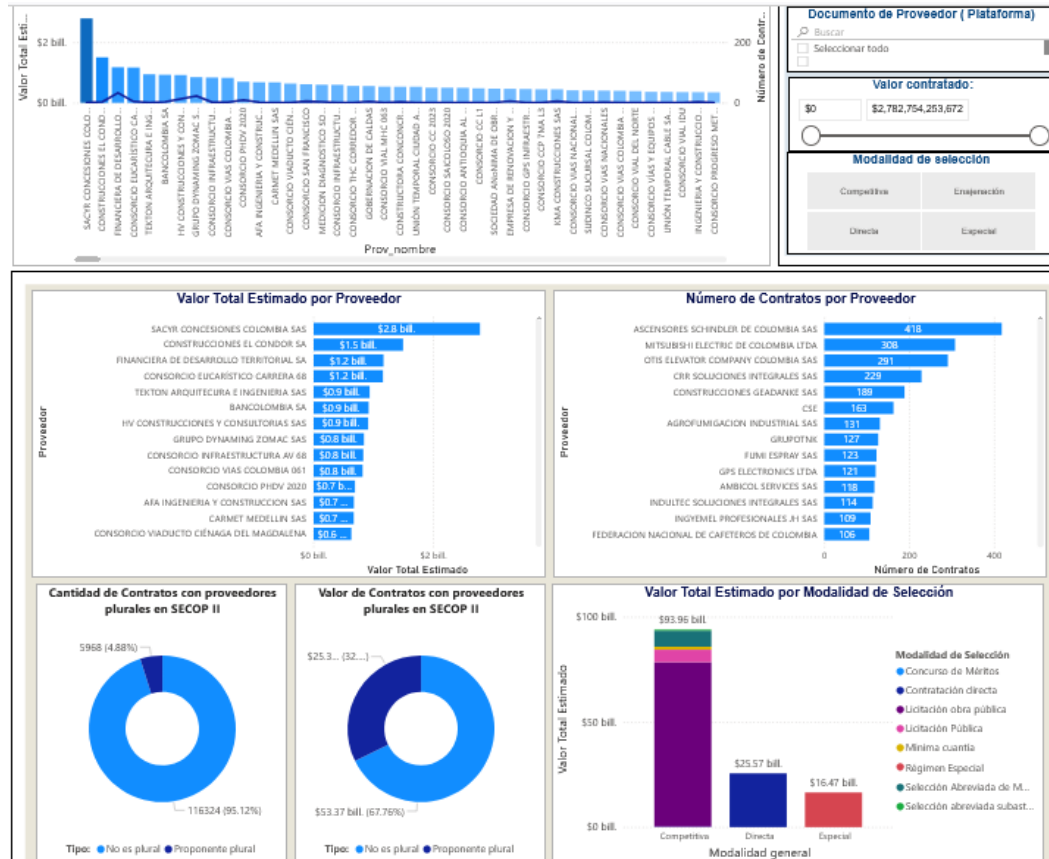 Valor Total Esti...
$2 bill.
$0 bill.
200
0
Número de Contr...
SACYR CONCESIONES COLO...
CONSTRUCCIONES EL COND...
FINANCIERA DE DESARROLLO...
CONSORCIO EUCARÍSTICO CA...
TEKTON ARQUITECURA E ING...
BANCOLOMBIA SA
HV CONSTRUCCIONES Y CON...
GRUPO DYNAMING ZOMAC S...
CONSORCIO INFRAESTRUCTU...
CONSORCIO VIAS COLOMBIA ...
CONSORCIO PHDV 2020
AFA INGENIERIA Y CONSTRUC...
CARMET MEDELLIN SAS
CONSORCIO VIADUCTO CIÉN...
CONSORCIO SAN FRANCISCO
MEDICION DIAGNOSTICO SO...
CONSORCIO INFRAESTRUCTU...
CONSORCIO THC CORREDOR ...
GOBERNACION DE CALDAS
CONSORCIO VIAL MHC 063
CONSTRUCTORA CONCONCR...
UNIÓN TEMPORAL CIUDAD A...
CONSORCIO CC 2023
CONSORCIO SAICOLOSO 2020
CONSORCIO ANTIOQUIA AL ...
CONSORCIO CC L1
SOCIEDAD ANoNIMA DE OBR...
EMPRESA DE RENOVACION Y ...
CONSORCIO GPS INFRAESTR...
CONSORCIO CCP 7MA L3
KMA CONSTRUCCIONES SAS
CONSORCIO VIAS NACIONAL...
SUDINCO SUCURSAL COLOM...
CONSORCIO VIAS NACIONALES
CONSORCIO VIAS COLOMBIA ...
CONSORCIO VIAL DEL NORTE
CONSORCIO VÍAS Y EQUIPOS ...
UNIÓN TEMPORAL CABLE SA...
CONSORCIO VIAL IDU
INGENIERIA Y CONSTRUCCIO...
CONSORCIO PROGRESO MET...
Prov_nombre
Documento de Proveedor ( Plataforma)
Buscar
Seleccionar todo
Valor contratado:
$0
$2,782,754,253,672
Modalidad de selección
Competitiva
Enajenación
Directa
Especial
Valor Total Estimado por Proveedor
Proveedor
SACYR CONCESIONES COLOMBIA SAS $2.8 bill.
CONSTRUCCIONES EL CONDOR SA $1.5 bill.
FINANCIERA DE DESARROLLO TERRITORIAL SA $1.2 bill.
CONSORCIO EUCARÍSTICO CARRERA 68 $1.2 bill.
TEKTON ARQUITECURA E INGENIERIA SAS $0.9 bill.
BANCOLOMBIA SA $0.9 bill.
HV CONSTRUCCIONES Y CONSULTORIAS SAS $0.9 bill.
GRUPO DYNAMING ZOMAC SAS $0.8 bill.
CONSORCIO INFRAESTRUCTURA AV 68 $0.8 bill.
CONSORCIO VIAS COLOMBIA 061 $0.8 bill.
CONSORCIO PHDV 2020 $0.7 b...
AFA INGENIERIA Y CONSTRUCCION SAS $0.7 ...
CARMET MEDELLIN SAS $0.7 ...
CONSORCIO VIADUCTO CIÉNAGA DEL MAGDALENA $0.6 ...
$0 bill. $2 bill.
Valor Total Estimado
Número de Contratos por Proveedor
Proveedor
ASCENSORES SCHINDLER DE COLOMBIA SAS 418
MITSUBISHI ELECTRIC DE COLOMBIA LTDA 308
OTIS ELEVATOR COMPANY COLOMBIA SAS 291
CRR SOLUCIONES INTEGRALES SAS 229
CONSTRUCCIONES GEADANKE SAS 189
CSE 163
AGROFUMIGACION INDUSTRIAL SAS 131
GRUPOTNK 127
FUMI ESPRAY SAS 123
GPS ELECTRONICS LTDA 121
AMBICOL SERVICES SAS 118
INDULTEC SOLUCIONES INTEGRALES SAS 114
INGYEMEL PROFESIONALES JH SAS 109
FEDERACION NACIONAL DE CAFETEROS DE COLOMBIA 106
0 200 400
Número de Contratos
Cantidad de Contratos con proveedores
plurales en SECOP II
5968 (4.88%)
116324 (95.12%)
Tipo: No es plural Proponente plural
Valor de Contratos con proveedores
plurales en SECOP II
$25.3... (32....)
$53.37 bill. (67.76%)
Tipo: No es plural Proponente plural
Valor Total Estimado por Modalidad de Selección
Valor Total Estimado
$100 bill.
$50 bill.
$0 bill.
$93.96 bill.
$25.57 bill.
$16.47 bill.
Competitiva Directa Especial
Modalidad general
Modalidad de Selección
Concurso de Méritos
Contratación directa
Licitación obra pública
Licitación Pública
Mínima cuantía
Régimen Especial
Selección Abreviada de M...
Selección abreviada subast...